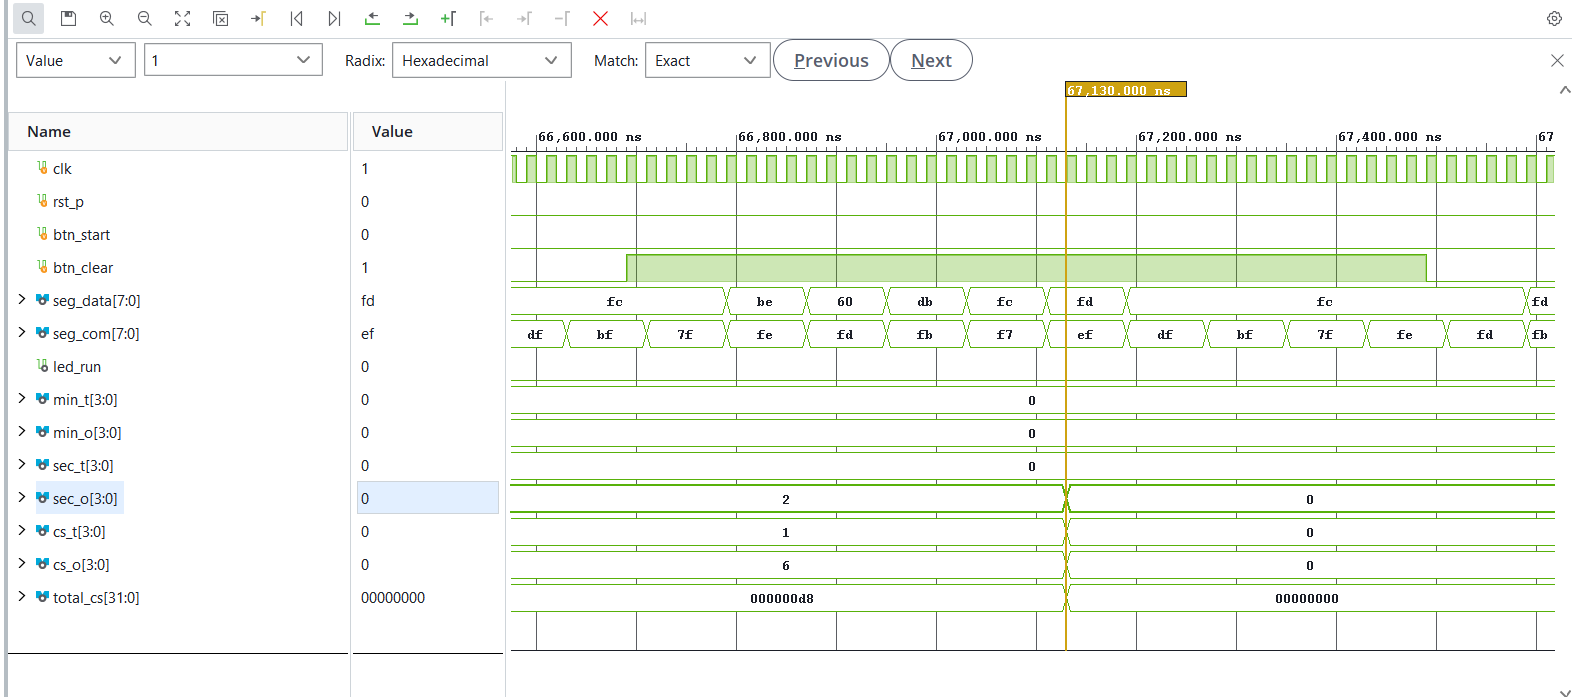 Value 1 Radix: Hexadecimal Match: Exact Previous Next
67,130.000 ns
Name Value
66,600.000 ns 66,800.000 ns 67,000.000 ns 67,200.000 ns 67,400.000 ns 67
clk 1
rst_p 0
btn_start 0
btn_clear 1
seg_data[7:0] fd fc be 60 db fc fd fc fd
seg_com[7:0] ef df bf 7f fe fd fb f7 ef df bf 7f fe fd fb
led_run 0
min_t[3:0] 0 0
min_o[3:0] 0 0
sec_t[3:0] 0 0
sec_o[3:0] 0 2 0
cs_t[3:0] 0 1 0
cs_o[3:0] 0 6 0
total_cs[31:0] 00000000 000000d8 00000000